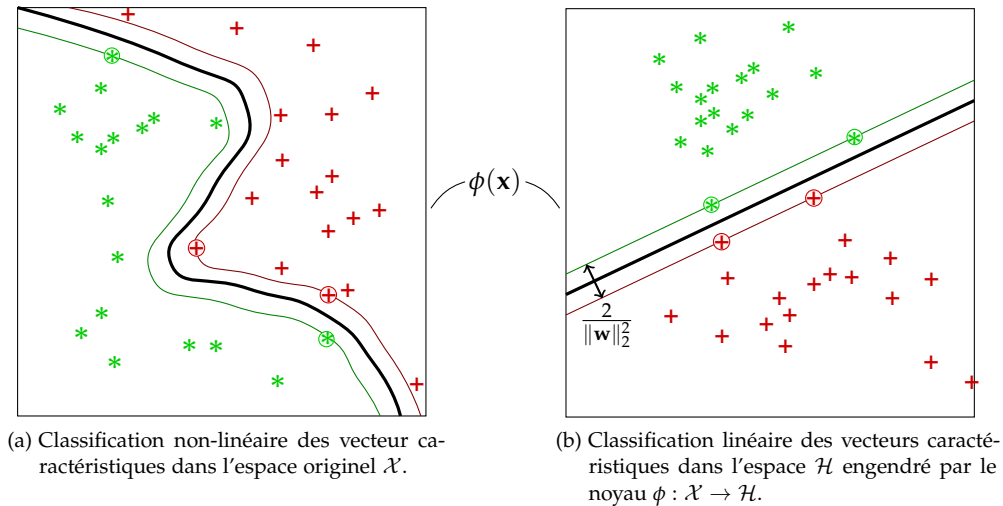 ϕ(x)
2
‖w‖₂²
(a) Classification non-linéaire des vecteur ca-
ractéristiques dans l'espace originel 𝒳.
(b) Classification linéaire des vecteurs caracté-
ristiques dans l'espace ℋ engendré par le
noyau ϕ : 𝒳 → ℋ.